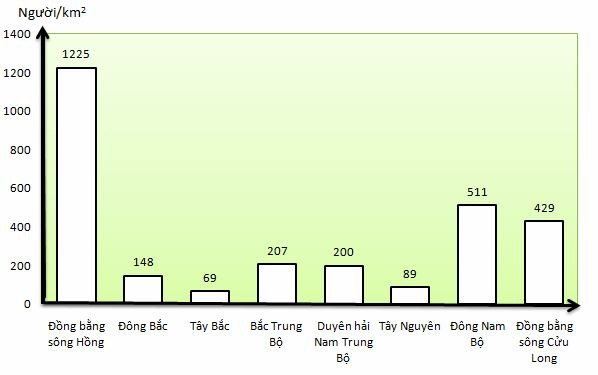 Người/km²
1400
1200
1000
800
600
400
200
0
1225
148
69
207
200
89
511
429
Đồng bằng
sông Hồng
Đông Bắc
Tây Bắc
Bắc Trung
Bộ
Duyên hải
Nam Trung
Bộ
Tây Nguyên
Đông Nam
Bộ
Đồng bằng
sông Cửu
Long